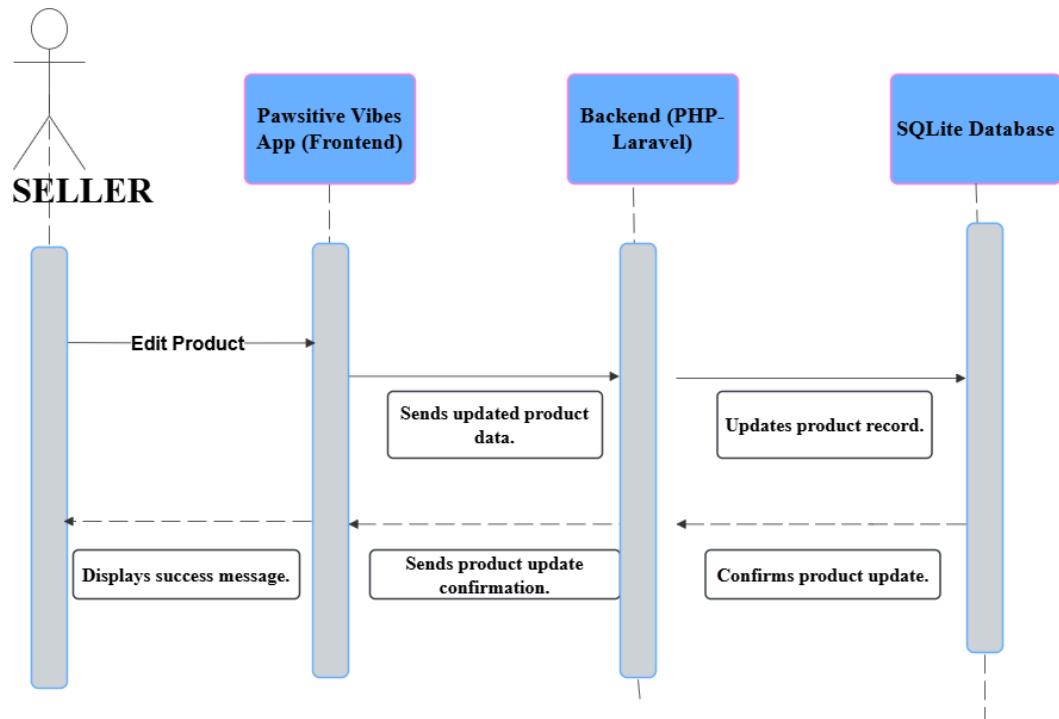 Pawsitive Vibes
App (Frontend)
Backend (PHP-
Laravel)
SQLite Database
SELLER
Edit Product
Sends updated product
data.
Updates product record.
Displays success message.
Sends product update
confirmation.
Confirms product update.